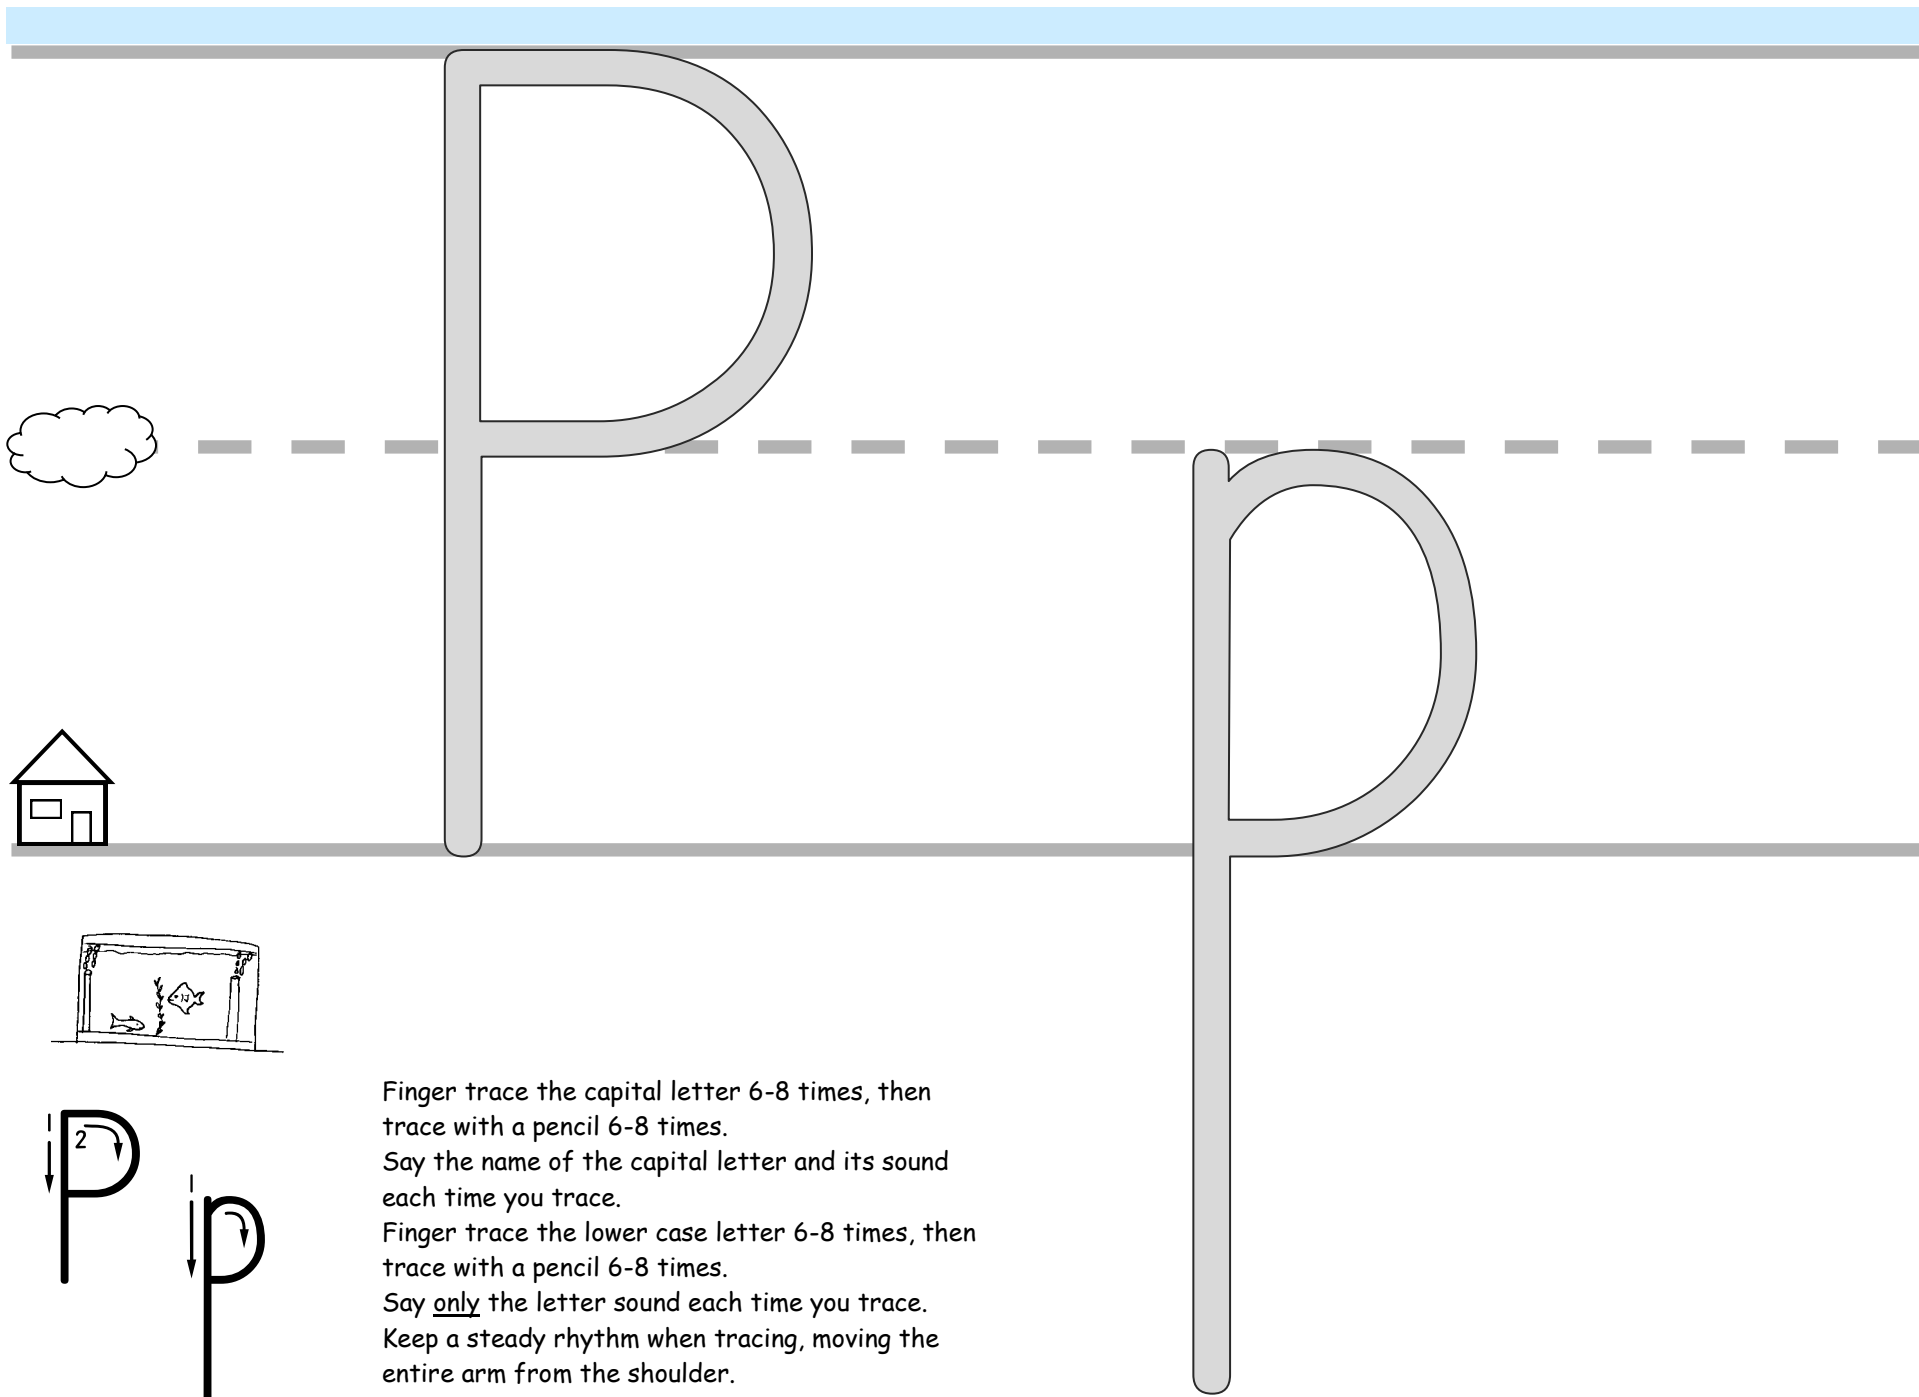 P
p
P
2
p
Finger trace the capital letter 6-8 times, then
trace with a pencil 6-8 times.
Say the name of the capital letter and its sound
each time you trace.
Finger trace the lower case letter 6-8 times, then
trace with a pencil 6-8 times.
Say only the letter sound each time you trace.
Keep a steady rhythm when tracing, moving the
entire arm from the shoulder.